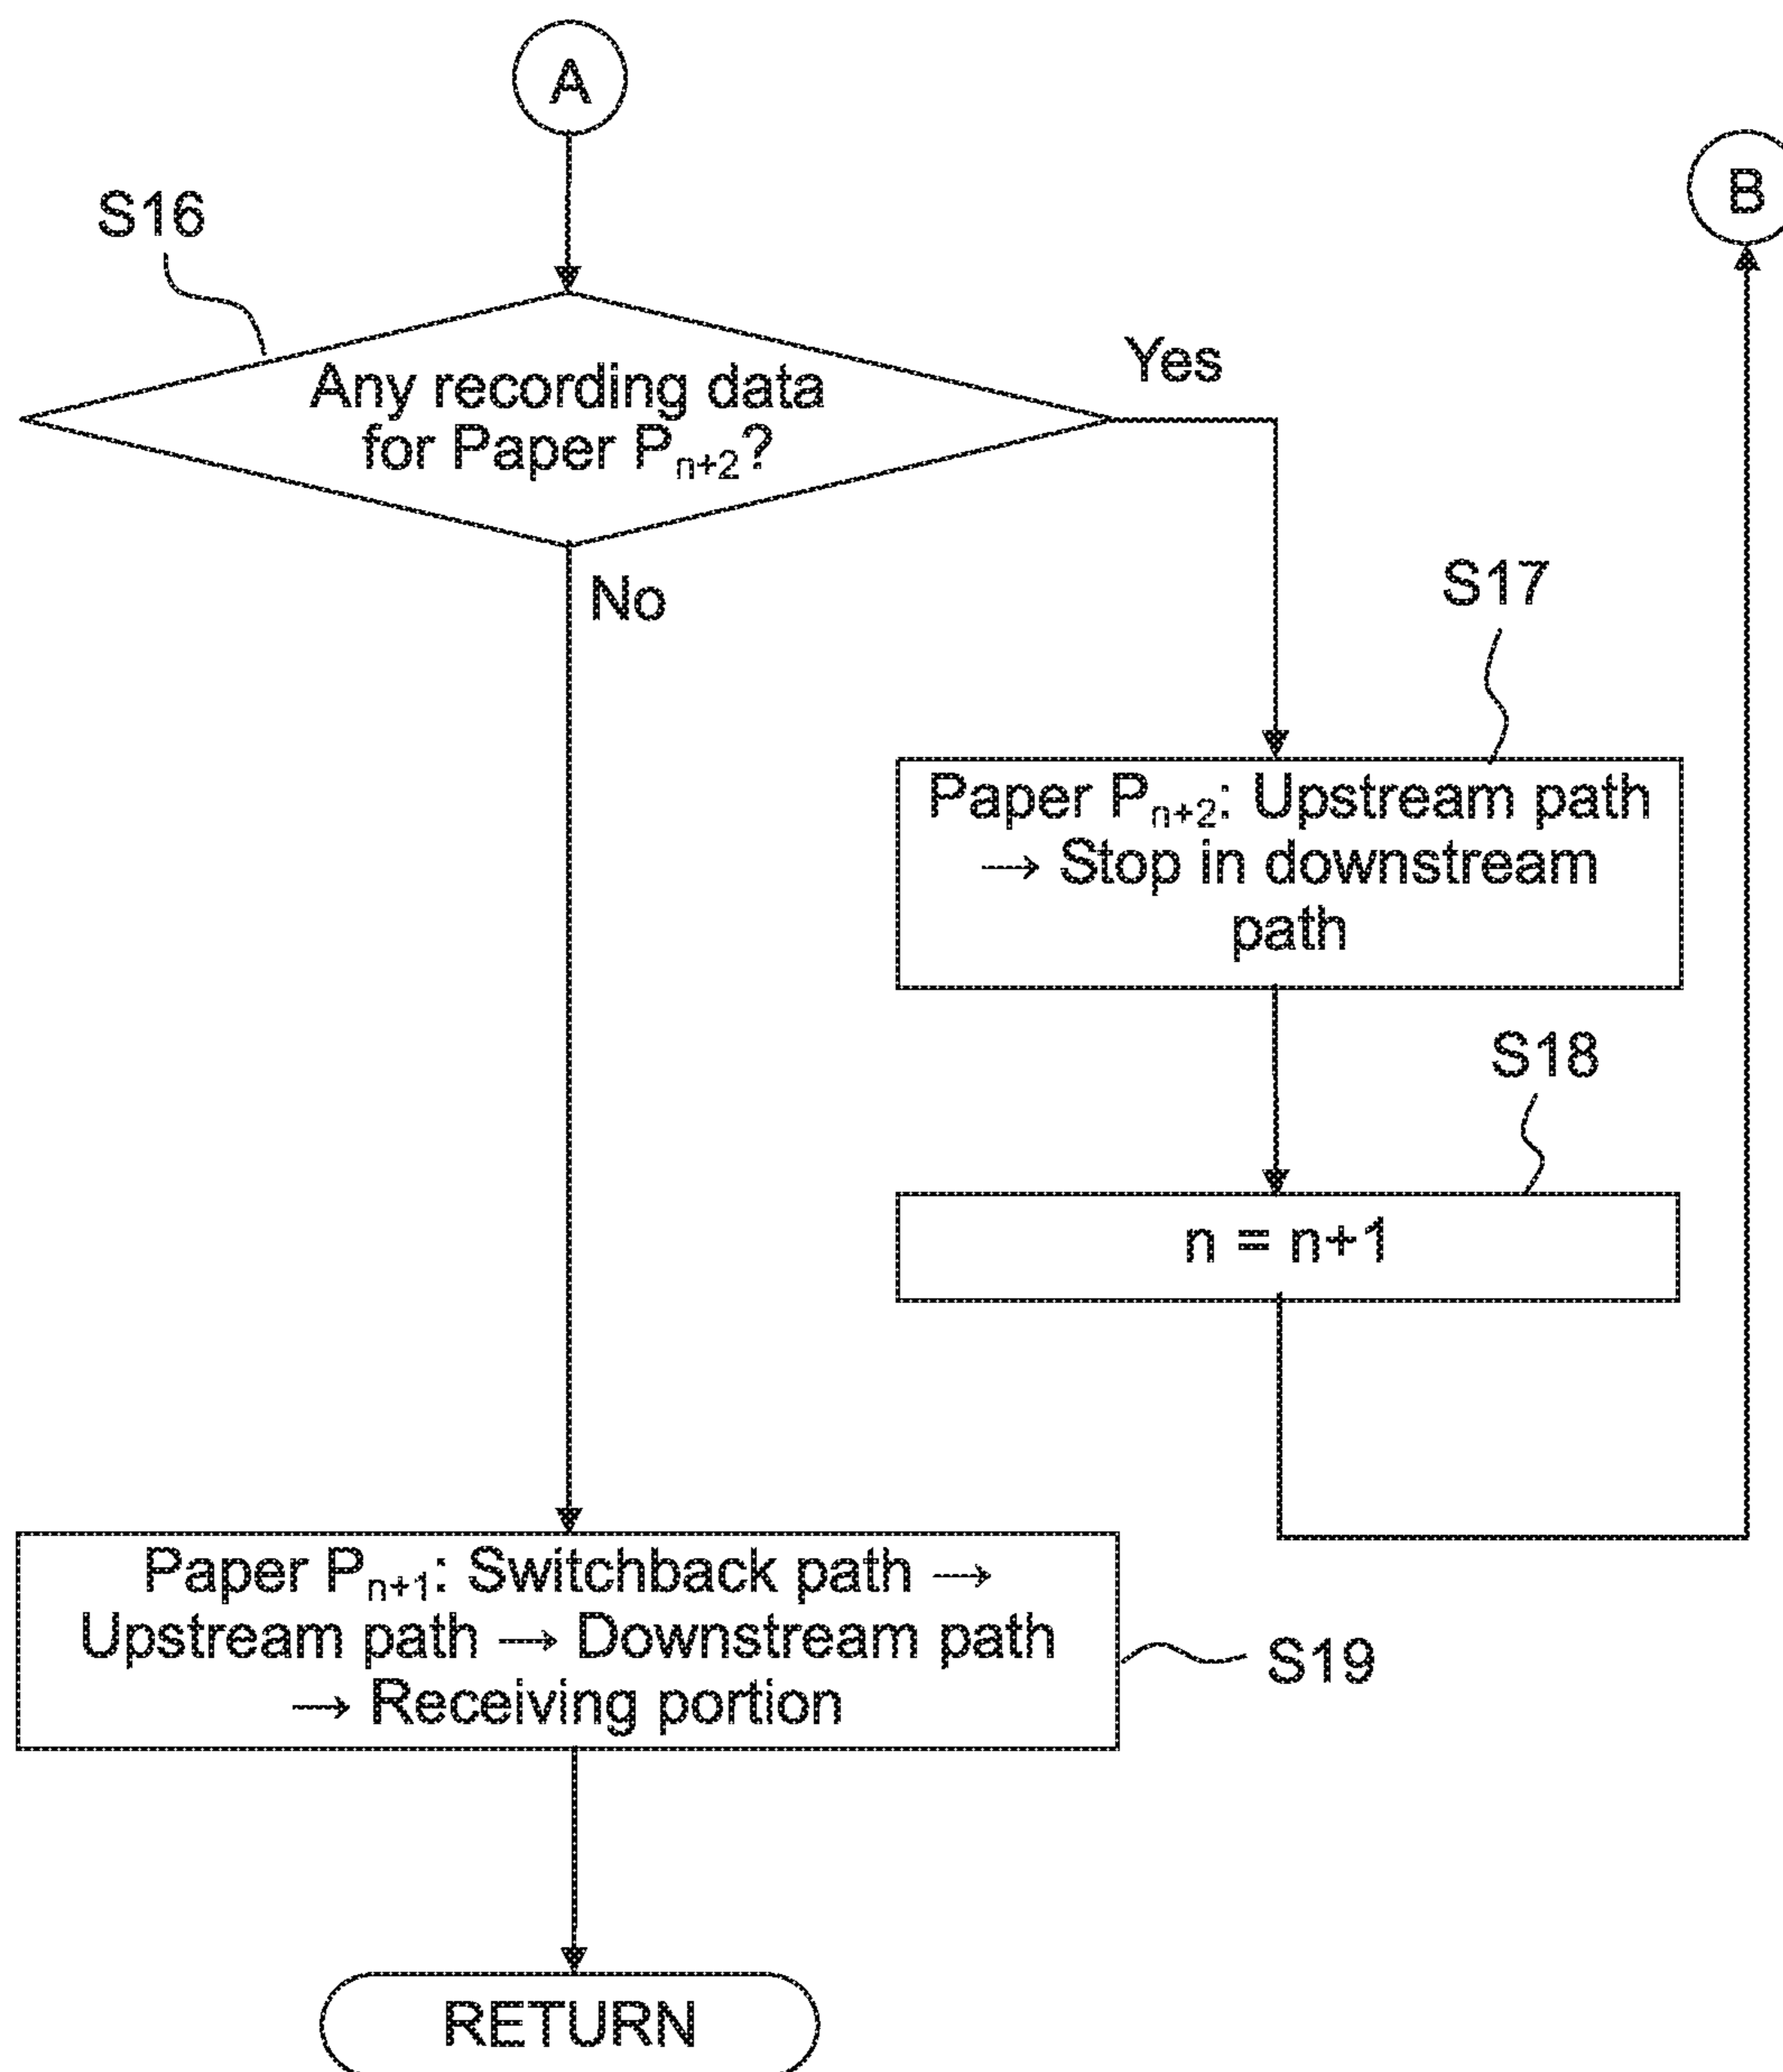 A
B
S16
Any recording data
for Paper Pn+2?
Yes
No
S17
Paper Pn+2: Upstream path
→ Stop in downstream
path
S18
n = n+1
Paper Pn+1: Switchback path →
Upstream path → Downstream path
→ Receiving portion
S19
RETURN